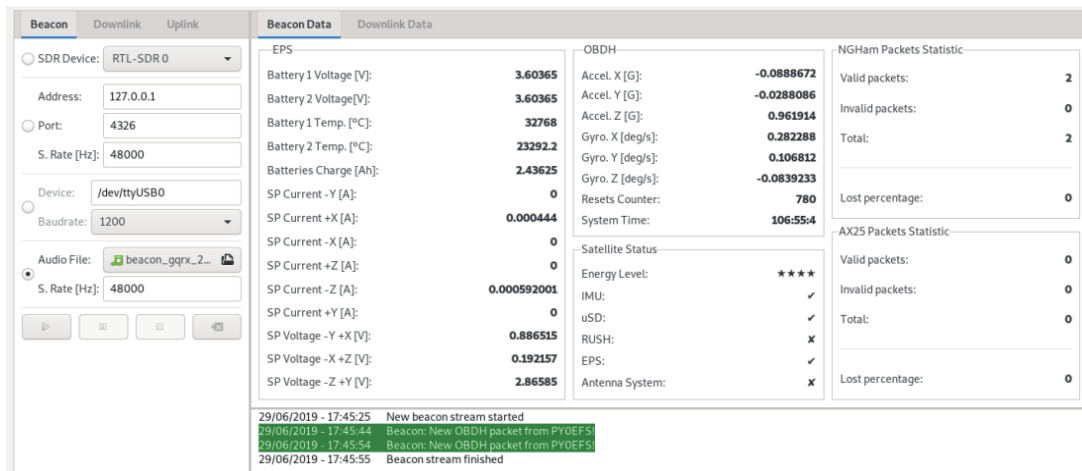 Beacon Downlink Uplink
SDR Device: RTL-SDR 0
Address: 127.0.0.1
Port: 4326
S. Rate [Hz]: 48000
Device: /dev/ttyUSB0
Baudrate: 1200
Audio File: beacon_gqrx_2...
S. Rate [Hz]: 48000
Beacon Data Downlink Data
EPS
Battery 1 Voltage [V]: 3.60365
Battery 2 Voltage[V]: 3.60365
Battery 1 Temp. [ºC]: 32768
Battery 2 Temp. [ºC]: 23292.2
Batteries Charge [Ah]: 2.43625
SP Current -Y [A]: 0
SP Current +X [A]: 0.000444
SP Current -X [A]: 0
SP Current +Z [A]: 0
SP Current -Z [A]: 0.000592001
SP Current +Y [A]: 0
SP Voltage -Y +X [V]: 0.886515
SP Voltage -X +Z [V]: 0.192157
SP Voltage -Z +Y [V]: 2.86585
OBDH
Accel. X [G]: -0.0888672
Accel. Y [G]: -0.0288086
Accel. Z [G]: 0.961914
Gyro. X [deg/s]: 0.282288
Gyro. Y [deg/s]: 0.106812
Gyro. Z [deg/s]: -0.0839233
Resets Counter: 780
System Time: 106:55:4
Satellite Status
Energy Level: ★★★★
IMU: ✔
uSD: ✔
RUSH: ✘
EPS: ✔
Antenna System: ✘
NGHam Packets Statistic
Valid packets: 2
Invalid packets: 0
Total: 2
Lost percentage: 0
AX25 Packets Statistic
Valid packets: 0
Invalid packets: 0
Total: 0
Lost percentage: 0
29/06/2019 - 17:45:25 New beacon stream started
29/06/2019 - 17:45:44 Beacon: New OBDH packet from PY0EFS!
29/06/2019 - 17:45:54 Beacon: New OBDH packet from PY0EFS!
29/06/2019 - 17:45:55 Beacon stream finished